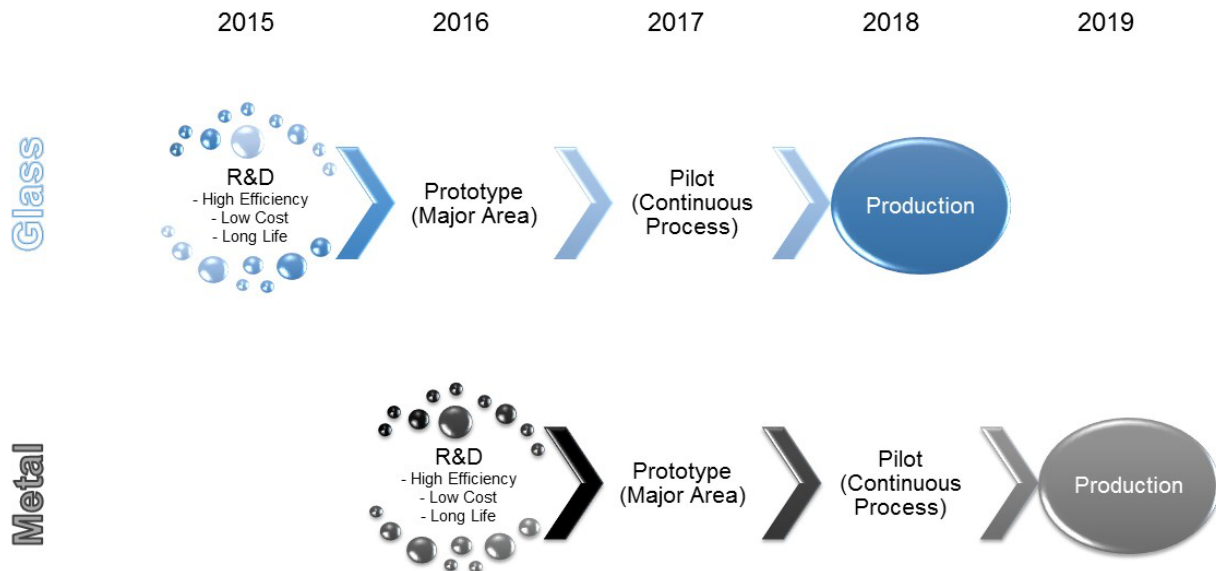 2015 2016 2017 2018 2019
Glass
R&D
- High Efficiency
- Low Cost
- Long Life
Prototype
(Major Area)
Pilot
(Continuous
Process)
Production
Metal
R&D
- High Efficiency
- Low Cost
- Long Life
Prototype
(Major Area)
Pilot
(Continuous
Process)
Production